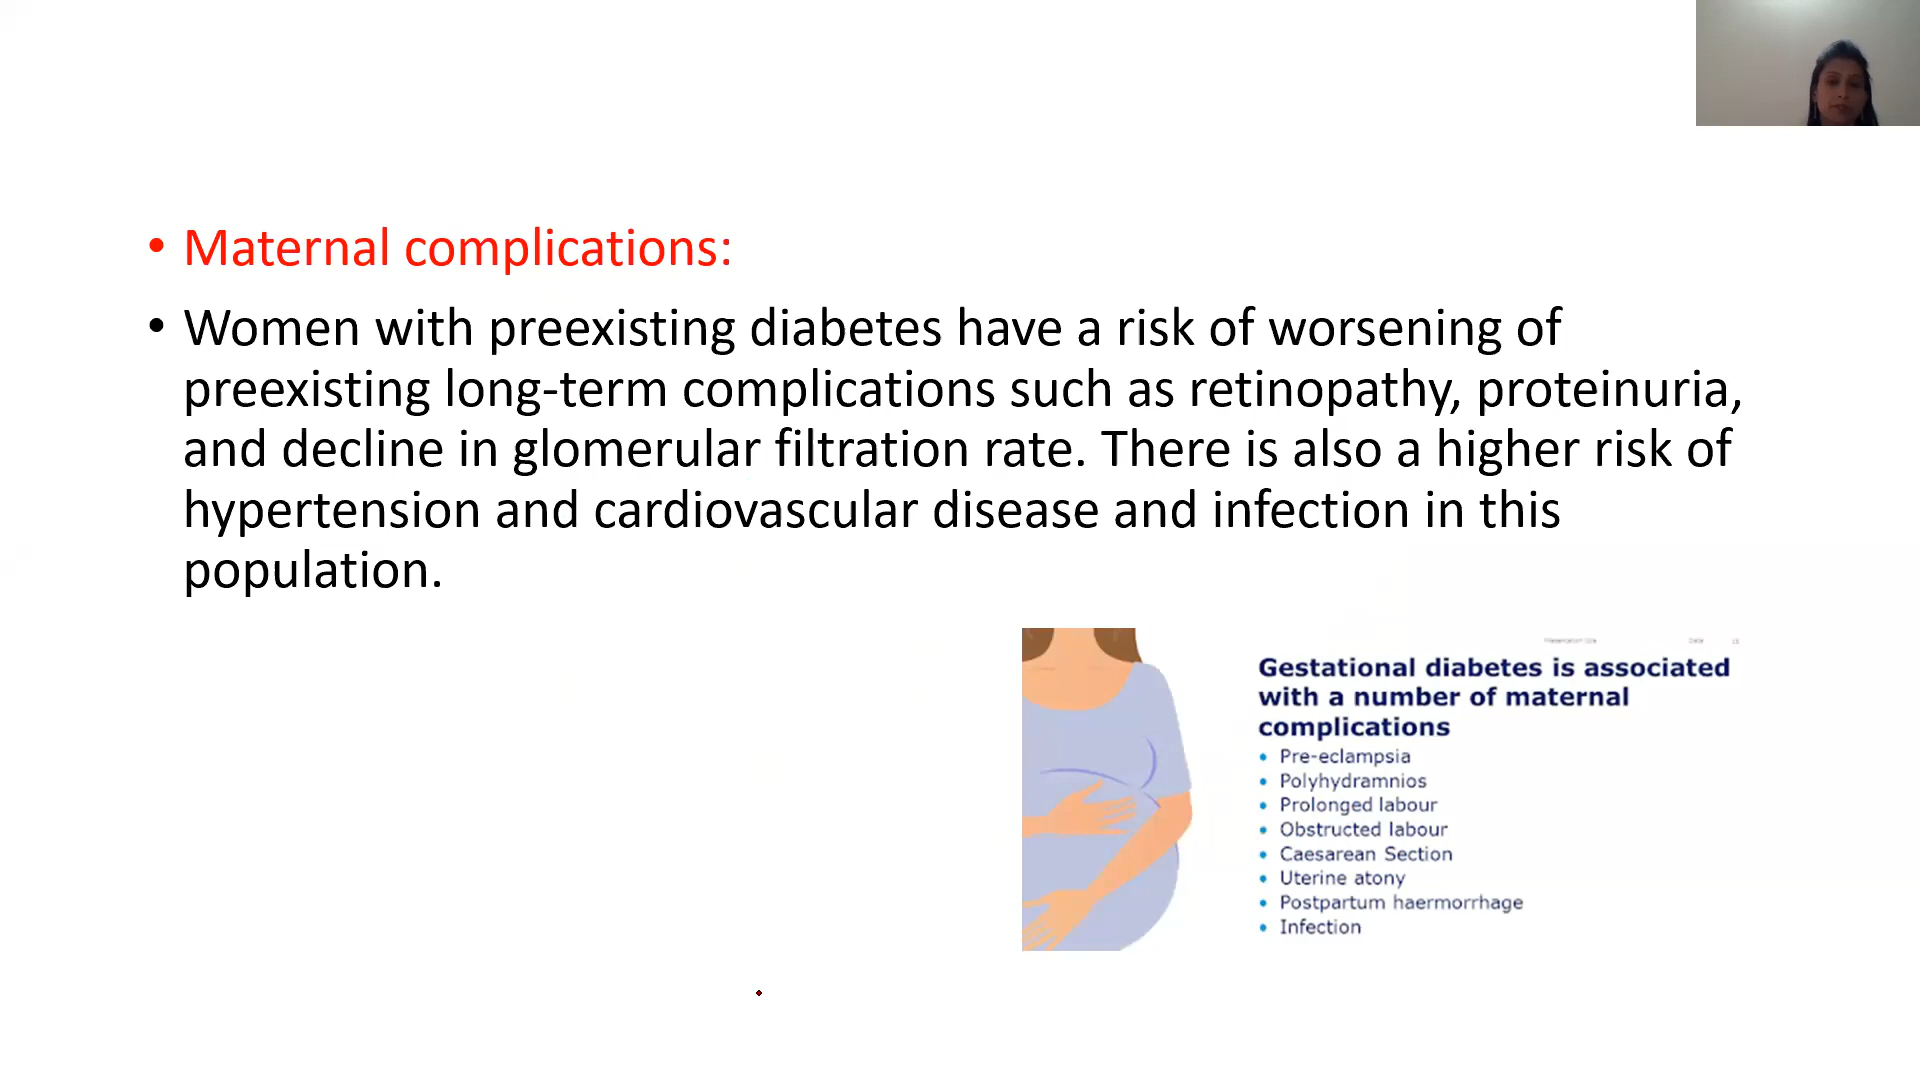 • Maternal complications:
• Women with preexisting diabetes have a risk of worsening of
preexisting long-term complications such as retinopathy, proteinuria,
and decline in glomerular filtration rate. There is also a higher risk of
hypertension and cardiovascular disease and infection in this
population.
Gestational diabetes is associated
with a number of maternal
complications
• Pre-eclampsia
• Polyhydramnios
• Prolonged labour
• Obstructed labour
• Caesarean Section
• Uterine atony
• Postpartum haermorrhage
• Infection